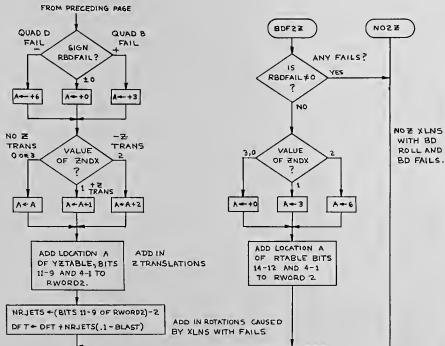 FROM PRECEDING PAGE
QUAD D
FAIL
SIGN
RBDFAIL?
QUAD B
FAIL
-
+
±0
A←+6
A←+0
A←+3
NO Z
TRANS
0 OR 3
VALUE
OF ZNDX
?
-Z
TRANS
2
1 +Z
TRANS
A←A
A←A+1
A←A+2
ADD LOCATION A
OF YZTABLE, BITS
11-9 AND 4-1 TO
RWORD2.
ADD IN
Z TRANSLATIONS
NRJETS←(BITS 11-9 OF RWORD2)-2
DFT←DFT+NRJETS(.1-BLAST)
ADD IN ROTATIONS CAUSED
BY XLNS WITH FAILS
BDF2Z
NO2Z
ANY FAILS?
IS
RBDFAIL≠0
?
YES
NO
NO Z XLNS
WITH BD
ROLL AND
BD FAILS.
3,0
VALUE
OF ZNDX
?
2
1
A←+0
A←3
A←6
ADD LOCATION A
OF RTABLE BITS
14-12 AND 4-1
TO RWORD 2